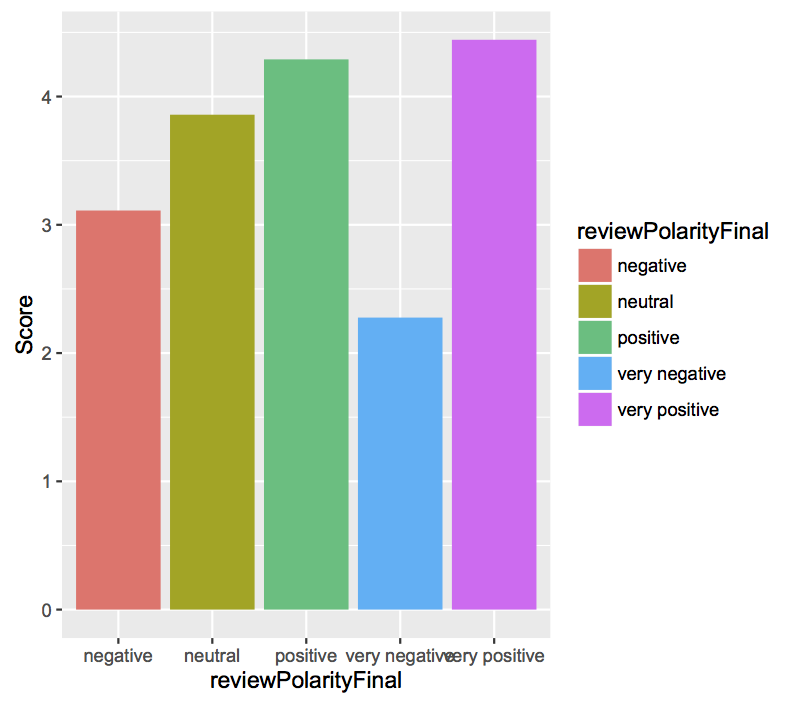 4
3
2
1
0
Score
negative neutral positive very negative very positive
reviewPolarityFinal
reviewPolarityFinal
negative
neutral
positive
very negative
very positive